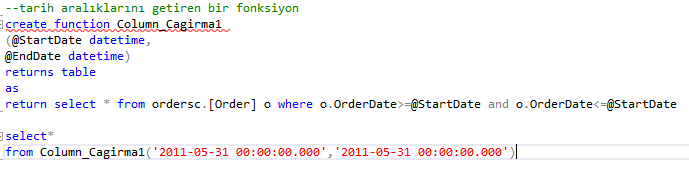 --tarih aralıklarını getiren bir fonksiyon
create function Column_Cagirma1
(@StartDate datetime,
@EndDate datetime)
returns table
as
return select * from ordersc.[Order] o where o.OrderDate>=@StartDate and o.OrderDate<=@StartDate
select*
from Column_Cagirma1('2011-05-31 00:00:00.000','2011-05-31 00:00:00.000')